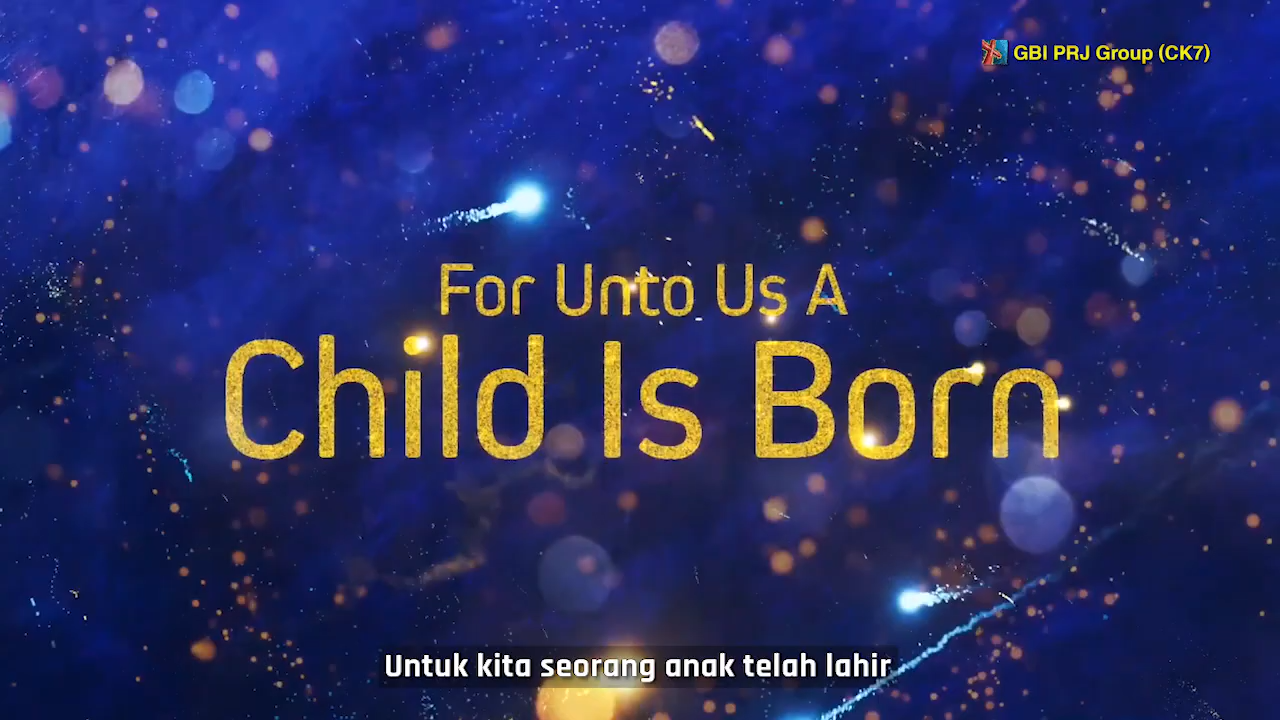 GBI PRJ Group (CK7)
For Unto Us A
Child Is Born
Untuk kita seorang anak telah lahir